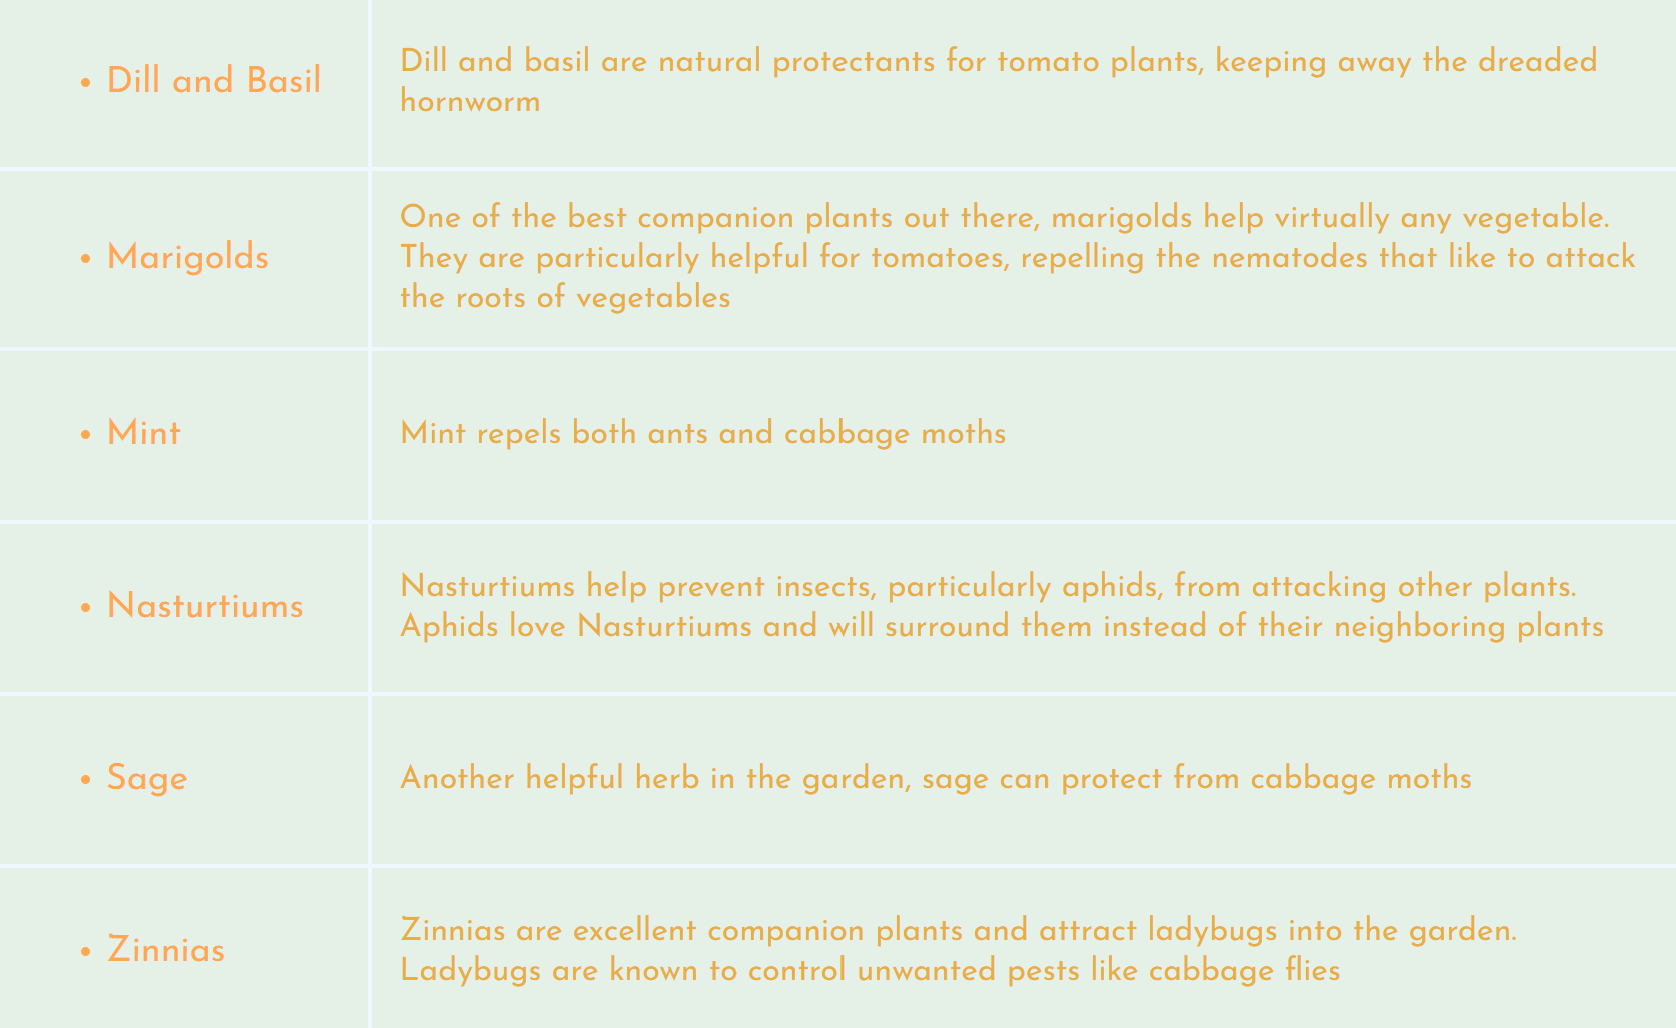 • Dill and Basil
Dill and basil are natural protectants for tomato plants, keeping away the dreaded
hornworm
• Marigolds
One of the best companion plants out there, marigolds help virtually any vegetable.
They are particularly helpful for tomatoes, repelling the nematodes that like to attack
the roots of vegetables
• Mint
Mint repels both ants and cabbage moths
• Nasturtiums
Nasturtiums help prevent insects, particularly aphids, from attacking other plants.
Aphids love Nasturtiums and will surround them instead of their neighboring plants
• Sage
Another helpful herb in the garden, sage can protect from cabbage moths
• Zinnias
Zinnias are excellent companion plants and attract ladybugs into the garden.
Ladybugs are known to control unwanted pests like cabbage flies